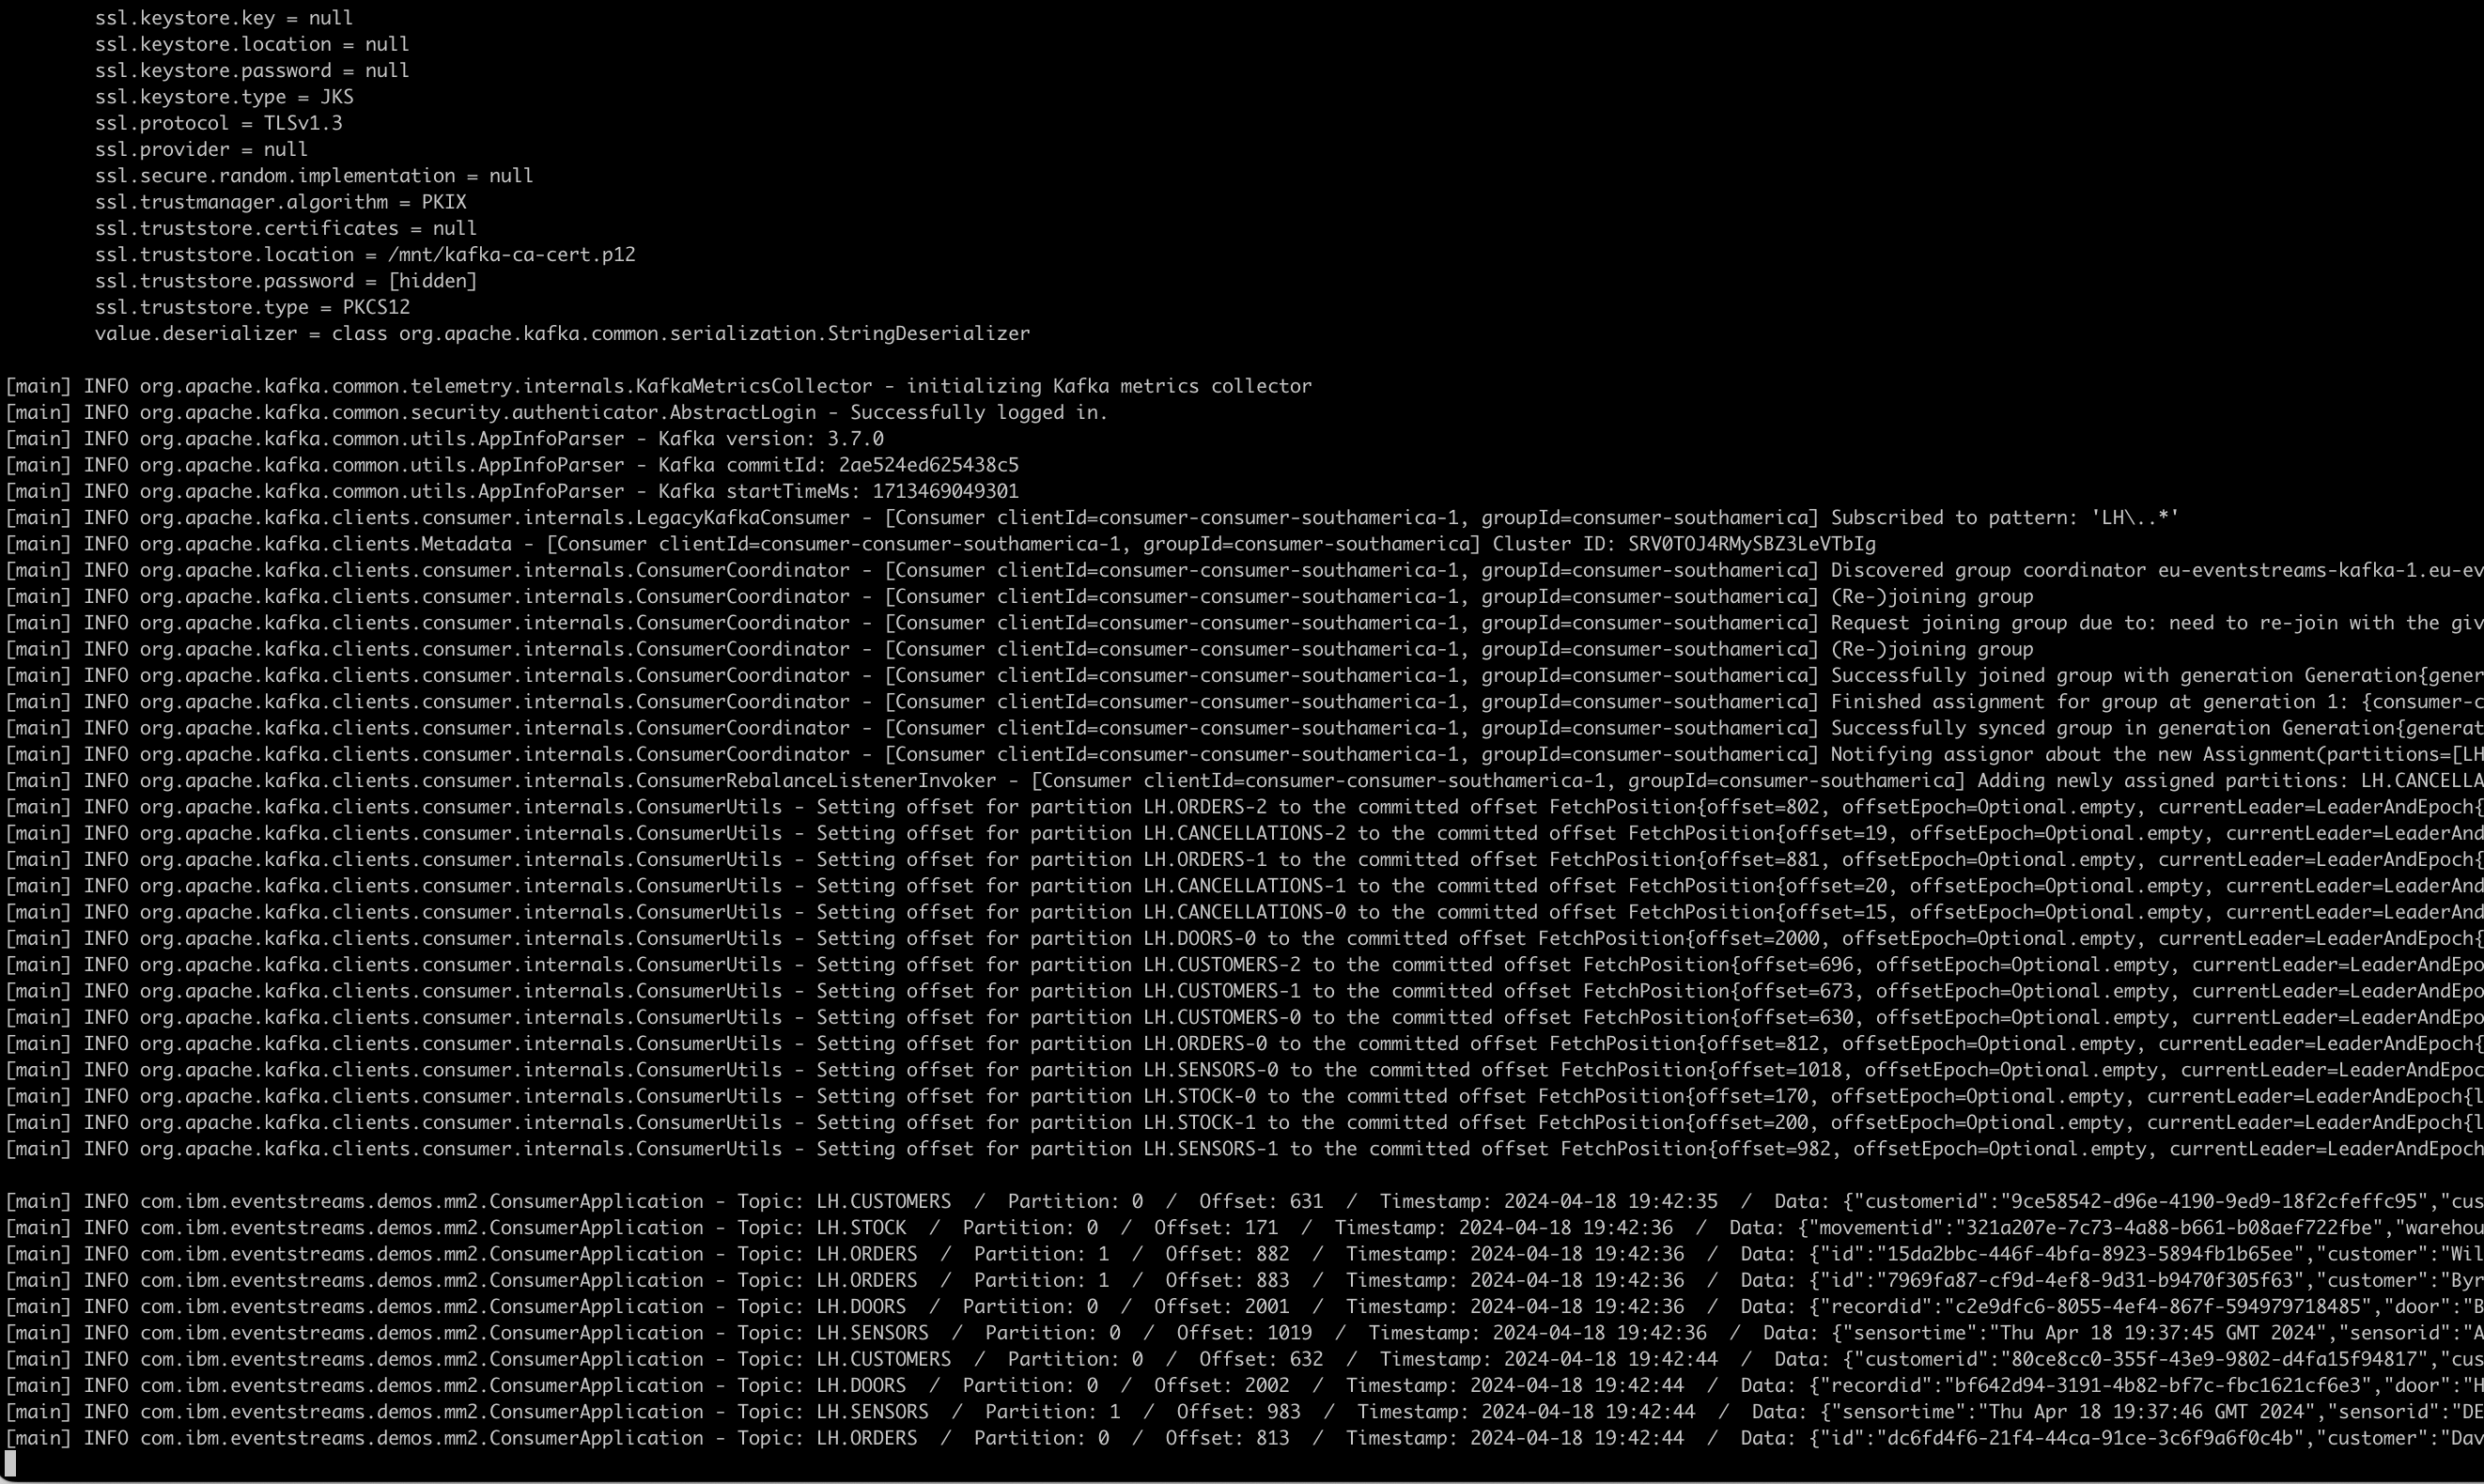 ssl.keystore.key = null
ssl.keystore.location = null
ssl.keystore.password = null
ssl.keystore.type = JKS
ssl.protocol = TLSv1.3
ssl.provider = null
ssl.secure.random.implementation = null
ssl.trustmanager.algorithm = PKIX
ssl.truststore.certificates = null
ssl.truststore.location = /mnt/kafka-ca-cert.p12
ssl.truststore.password = [hidden]
ssl.truststore.type = PKCS12
value.deserializer = class org.apache.kafka.common.serialization.StringDeserializer
[main] INFO org.apache.kafka.common.telemetry.internals.KafkaMetricsCollector - initializing Kafka metrics collector
[main] INFO org.apache.kafka.common.security.authenticator.AbstractLogin - Successfully logged in.
[main] INFO org.apache.kafka.common.utils.AppInfoParser - Kafka version: 3.7.0
[main] INFO org.apache.kafka.common.utils.AppInfoParser - Kafka commitId: 2ae524ed625438c5
[main] INFO org.apache.kafka.common.utils.AppInfoParser - Kafka startTimeMs: 1713469049301
[main] INFO org.apache.kafka.clients.consumer.internals.LegacyKafkaConsumer - [Consumer clientId=consumer-consumer-southamerica-1, groupId=consumer-southamerica] Subscribed to pattern: 'LH\..*'
[main] INFO org.apache.kafka.clients.Metadata - [Consumer clientId=consumer-consumer-southamerica-1, groupId=consumer-southamerica] Cluster ID: SRV0TOJ4RMySBZ3LeVTbIg
[main] INFO org.apache.kafka.clients.consumer.internals.ConsumerCoordinator - [Consumer clientId=consumer-consumer-southamerica-1, groupId=consumer-southamerica] Discovered group coordinator eu-eventstreams-kafka-1.eu-ev
[main] INFO org.apache.kafka.clients.consumer.internals.ConsumerCoordinator - [Consumer clientId=consumer-consumer-southamerica-1, groupId=consumer-southamerica] (Re-)joining group
[main] INFO org.apache.kafka.clients.consumer.internals.ConsumerCoordinator - [Consumer clientId=consumer-consumer-southamerica-1, groupId=consumer-southamerica] Request joining group due to: need to re-join with the giv
[main] INFO org.apache.kafka.clients.consumer.internals.ConsumerCoordinator - [Consumer clientId=consumer-consumer-southamerica-1, groupId=consumer-southamerica] (Re-)joining group
[main] INFO org.apache.kafka.clients.consumer.internals.ConsumerCoordinator - [Consumer clientId=consumer-consumer-southamerica-1, groupId=consumer-southamerica] Successfully joined group with generation Generation{gener
[main] INFO org.apache.kafka.clients.consumer.internals.ConsumerCoordinator - [Consumer clientId=consumer-consumer-southamerica-1, groupId=consumer-southamerica] Finished assignment for group at generation 1: {consumer-c
[main] INFO org.apache.kafka.clients.consumer.internals.ConsumerCoordinator - [Consumer clientId=consumer-consumer-southamerica-1, groupId=consumer-southamerica] Successfully synced group in generation Generation{generat
[main] INFO org.apache.kafka.clients.consumer.internals.ConsumerCoordinator - [Consumer clientId=consumer-consumer-southamerica-1, groupId=consumer-southamerica] Notifying assignor about the new Assignment(partitions=[LH
[main] INFO org.apache.kafka.clients.consumer.internals.ConsumerRebalanceListenerInvoker - [Consumer clientId=consumer-consumer-southamerica-1, groupId=consumer-southamerica] Adding newly assigned partitions: LH.CANCELLA
[main] INFO org.apache.kafka.clients.consumer.internals.ConsumerUtils - Setting offset for partition LH.ORDERS-2 to the committed offset FetchPosition{offset=802, offsetEpoch=Optional.empty, currentLeader=LeaderAndEpoch{
[main] INFO org.apache.kafka.clients.consumer.internals.ConsumerUtils - Setting offset for partition LH.CANCELLATIONS-2 to the committed offset FetchPosition{offset=19, offsetEpoch=Optional.empty, currentLeader=LeaderAnd
[main] INFO org.apache.kafka.clients.consumer.internals.ConsumerUtils - Setting offset for partition LH.ORDERS-1 to the committed offset FetchPosition{offset=881, offsetEpoch=Optional.empty, currentLeader=LeaderAndEpoch{
[main] INFO org.apache.kafka.clients.consumer.internals.ConsumerUtils - Setting offset for partition LH.CANCELLATIONS-1 to the committed offset FetchPosition{offset=20, offsetEpoch=Optional.empty, currentLeader=LeaderAnd
[main] INFO org.apache.kafka.clients.consumer.internals.ConsumerUtils - Setting offset for partition LH.CANCELLATIONS-0 to the committed offset FetchPosition{offset=15, offsetEpoch=Optional.empty, currentLeader=LeaderAnd
[main] INFO org.apache.kafka.clients.consumer.internals.ConsumerUtils - Setting offset for partition LH.DOORS-0 to the committed offset FetchPosition{offset=2000, offsetEpoch=Optional.empty, currentLeader=LeaderAndEpoch{
[main] INFO org.apache.kafka.clients.consumer.internals.ConsumerUtils - Setting offset for partition LH.CUSTOMERS-2 to the committed offset FetchPosition{offset=696, offsetEpoch=Optional.empty, currentLeader=LeaderAndEpo
[main] INFO org.apache.kafka.clients.consumer.internals.ConsumerUtils - Setting offset for partition LH.CUSTOMERS-1 to the committed offset FetchPosition{offset=673, offsetEpoch=Optional.empty, currentLeader=LeaderAndEpo
[main] INFO org.apache.kafka.clients.consumer.internals.ConsumerUtils - Setting offset for partition LH.CUSTOMERS-0 to the committed offset FetchPosition{offset=630, offsetEpoch=Optional.empty, currentLeader=LeaderAndEpo
[main] INFO org.apache.kafka.clients.consumer.internals.ConsumerUtils - Setting offset for partition LH.ORDERS-0 to the committed offset FetchPosition{offset=812, offsetEpoch=Optional.empty, currentLeader=LeaderAndEpoch{
[main] INFO org.apache.kafka.clients.consumer.internals.ConsumerUtils - Setting offset for partition LH.SENSORS-0 to the committed offset FetchPosition{offset=1018, offsetEpoch=Optional.empty, currentLeader=LeaderAndEpoc
[main] INFO org.apache.kafka.clients.consumer.internals.ConsumerUtils - Setting offset for partition LH.STOCK-0 to the committed offset FetchPosition{offset=170, offsetEpoch=Optional.empty, currentLeader=LeaderAndEpoch{l
[main] INFO org.apache.kafka.clients.consumer.internals.ConsumerUtils - Setting offset for partition LH.STOCK-1 to the committed offset FetchPosition{offset=200, offsetEpoch=Optional.empty, currentLeader=LeaderAndEpoch{l
[main] INFO org.apache.kafka.clients.consumer.internals.ConsumerUtils - Setting offset for partition LH.SENSORS-1 to the committed offset FetchPosition{offset=982, offsetEpoch=Optional.empty, currentLeader=LeaderAndEpoch
[main] INFO com.ibm.eventstreams.demos.mm2.ConsumerApplication - Topic: LH.CUSTOMERS / Partition: 0 / Offset: 631 / Timestamp: 2024-04-18 19:42:35 / Data: {"customerid":"9ce58542-d96e-4190-9ed9-18f2cfeffc95","cus
[main] INFO com.ibm.eventstreams.demos.mm2.ConsumerApplication - Topic: LH.STOCK / Partition: 0 / Offset: 171 / Timestamp: 2024-04-18 19:42:36 / Data: {"movementid":"321a207e-7c73-4a88-b661-b08aef722fbe","warehou
[main] INFO com.ibm.eventstreams.demos.mm2.ConsumerApplication - Topic: LH.ORDERS / Partition: 1 / Offset: 882 / Timestamp: 2024-04-18 19:42:36 / Data: {"id":"15da2bbc-446f-4bfa-8923-5894fb1b65ee","customer":"Wil
[main] INFO com.ibm.eventstreams.demos.mm2.ConsumerApplication - Topic: LH.ORDERS / Partition: 1 / Offset: 883 / Timestamp: 2024-04-18 19:42:36 / Data: {"id":"7969fa87-cf9d-4ef8-9d31-b9470f305f63","customer":"Byr
[main] INFO com.ibm.eventstreams.demos.mm2.ConsumerApplication - Topic: LH.DOORS / Partition: 0 / Offset: 2001 / Timestamp: 2024-04-18 19:42:36 / Data: {"recordid":"c2e9dfc6-8055-4ef4-867f-594979718485","door":"B
[main] INFO com.ibm.eventstreams.demos.mm2.ConsumerApplication - Topic: LH.SENSORS / Partition: 0 / Offset: 1019 / Timestamp: 2024-04-18 19:42:36 / Data: {"sensortime":"Thu Apr 18 19:37:45 GMT 2024","sensorid":"A
[main] INFO com.ibm.eventstreams.demos.mm2.ConsumerApplication - Topic: LH.CUSTOMERS / Partition: 0 / Offset: 632 / Timestamp: 2024-04-18 19:42:44 / Data: {"customerid":"80ce8cc0-355f-43e9-9802-d4fa15f94817","cus
[main] INFO com.ibm.eventstreams.demos.mm2.ConsumerApplication - Topic: LH.DOORS / Partition: 0 / Offset: 2002 / Timestamp: 2024-04-18 19:42:44 / Data: {"recordid":"bf642d94-3191-4b82-bf7c-fbc1621cf6e3","door":"H
[main] INFO com.ibm.eventstreams.demos.mm2.ConsumerApplication - Topic: LH.SENSORS / Partition: 1 / Offset: 983 / Timestamp: 2024-04-18 19:42:44 / Data: {"sensortime":"Thu Apr 18 19:37:46 GMT 2024","sensorid":"DE
[main] INFO com.ibm.eventstreams.demos.mm2.ConsumerApplication - Topic: LH.ORDERS / Partition: 0 / Offset: 813 / Timestamp: 2024-04-18 19:42:44 / Data: {"id":"dc6fd4f6-21f4-44ca-91ce-3c6f9a6f0c4b","customer":"Dav